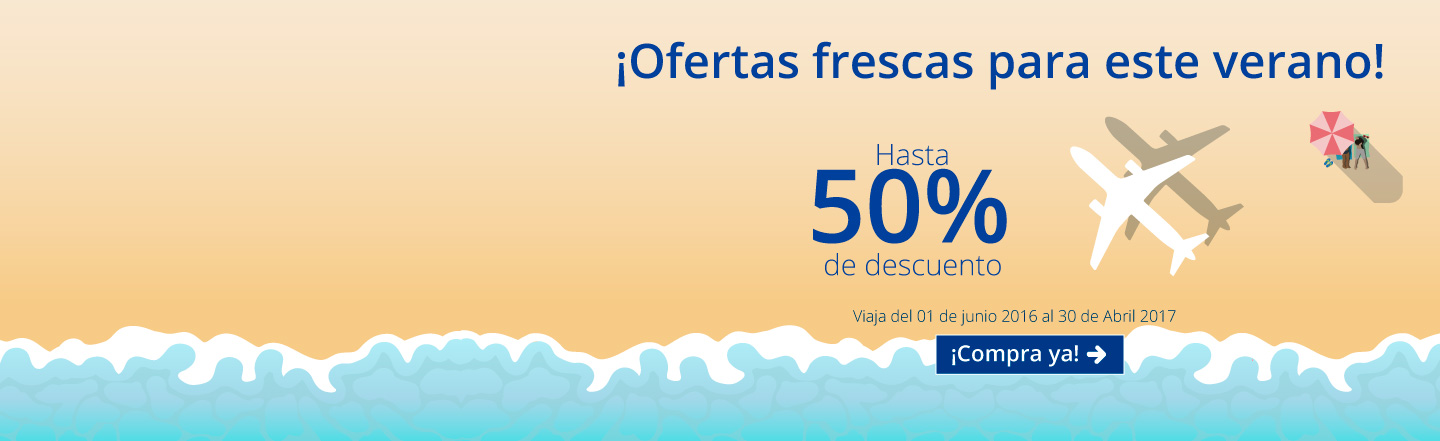 ¡Ofertas frescas para este verano!
Hasta
50%
de descuento
Viaja del 01 de junio 2016 al 30 de Abril 2017
¡Compra ya!